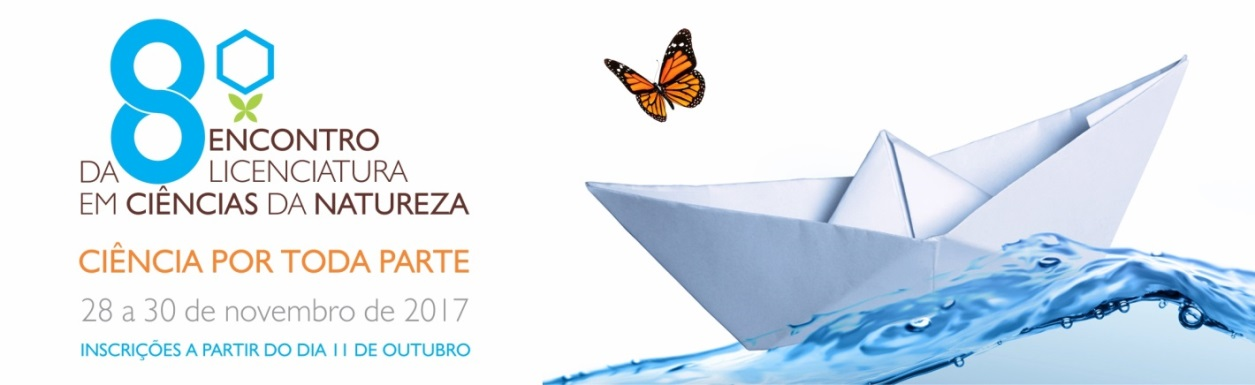 8º ENCONTRO
DA LICENCIATURA
EM CIÊNCIAS DA NATUREZA
CIÊNCIA POR TODA PARTE
28 a 30 de novembro de 2017
INSCRIÇÕES A PARTIR DO DIA 11 DE OUTUBRO